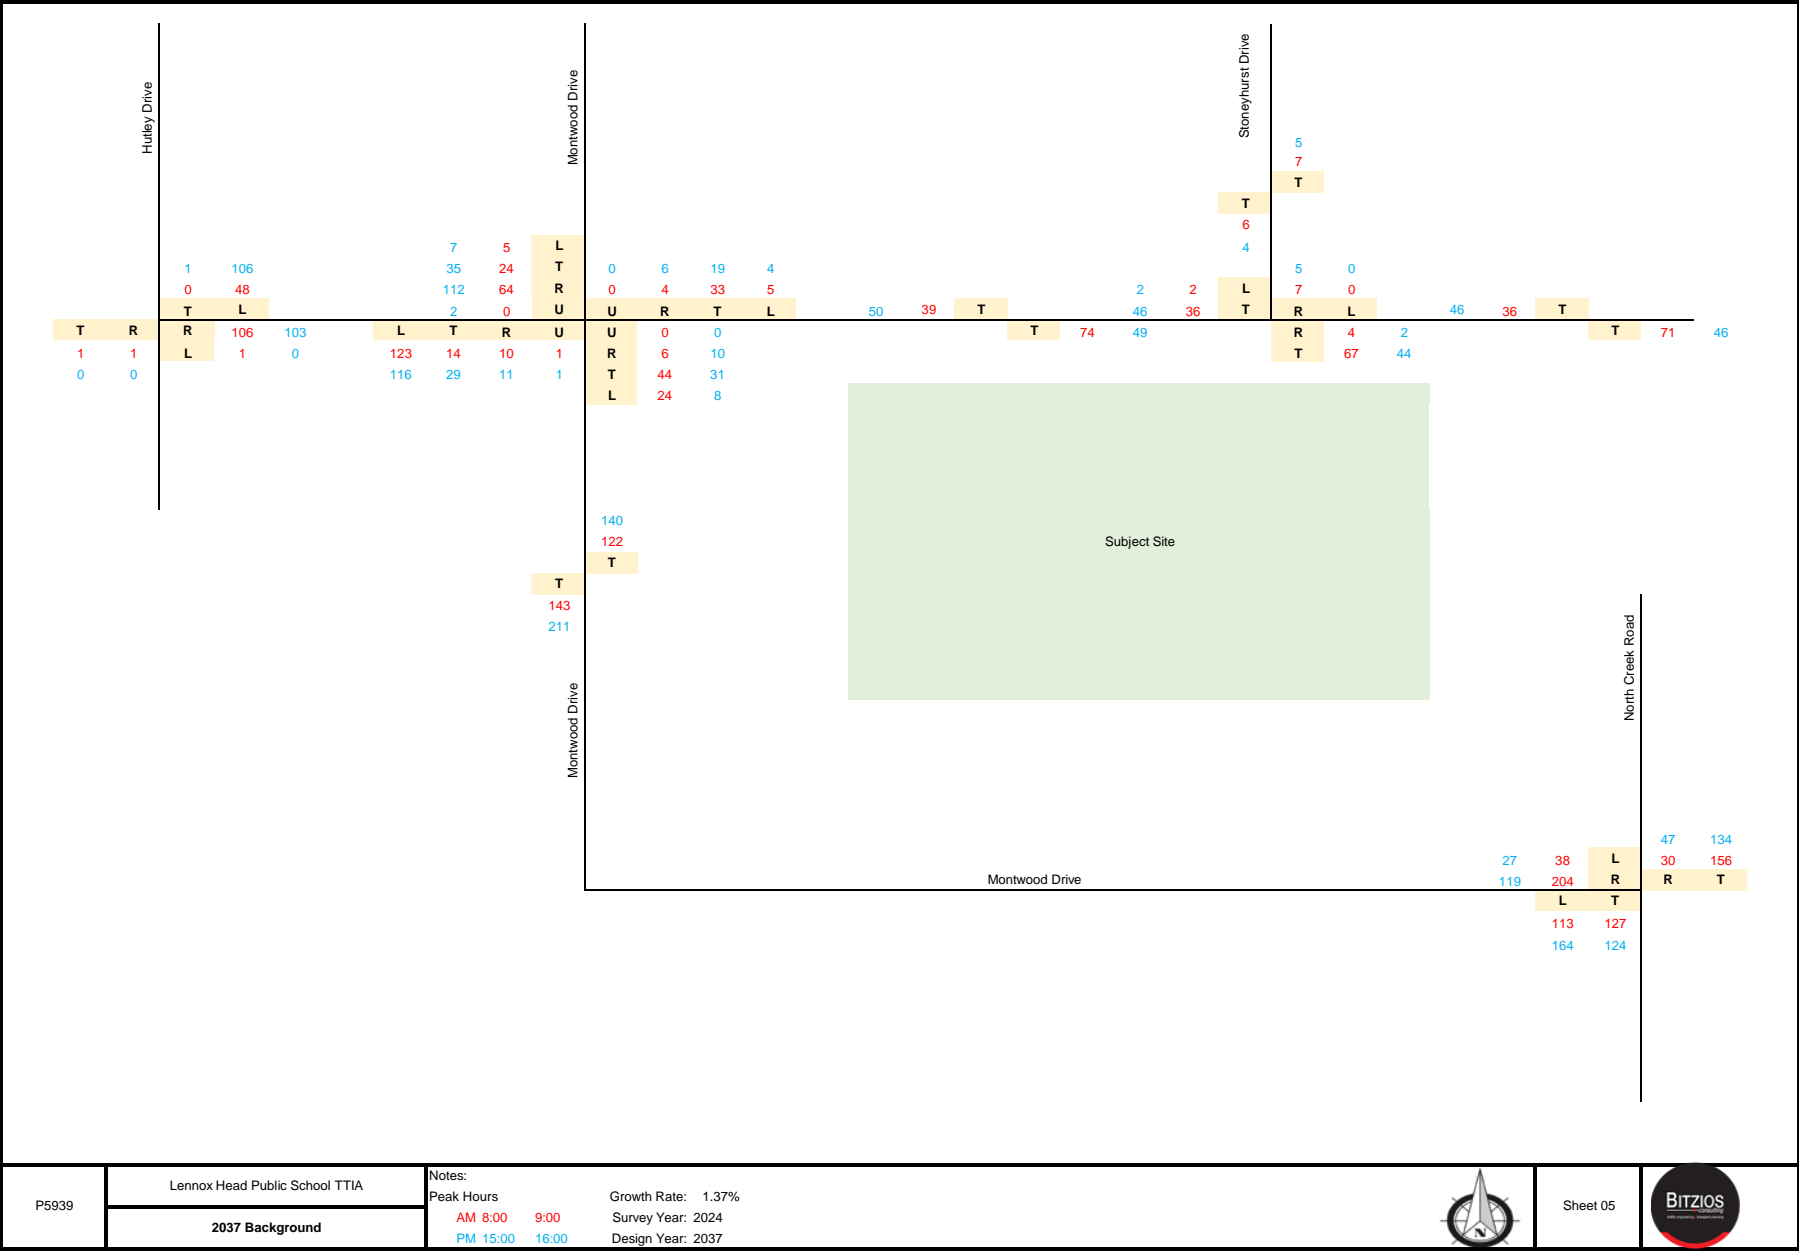 Hutley Drive
Montwood Drive
Stoneyhurst Drive
5
7
T
T
6
4
7 5 L
1 106 35 24 T 0 6 19 4 5 0
0 48 112 64 R 0 4 33 5 2 2 L 7 0
T L 2 0 U U R T L 50 39 T 46 36 T R L 46 36 T
T R R 106 103 L T R U U 0 0 T 74 49 R 4 2 T 71 46
1 1 L 1 0 123 14 10 1 R 6 10 T 67 44
0 0 116 29 11 1 T 44 31
L 24 8
140
122
T
T
143
211
Subject Site
Montwood Drive
North Creek Road
47 134
27 38 L 30 156
Montwood Drive 119 204 R R T
L T
113 127
164 124
P5939
Lennox Head Public School TTIA
2037 Background
Notes:
Peak Hours Growth Rate: 1.37%
AM 8:00 9:00 Survey Year: 2024
PM 15:00 16:00 Design Year: 2037
N
Sheet 05
BITZIOS
consulting